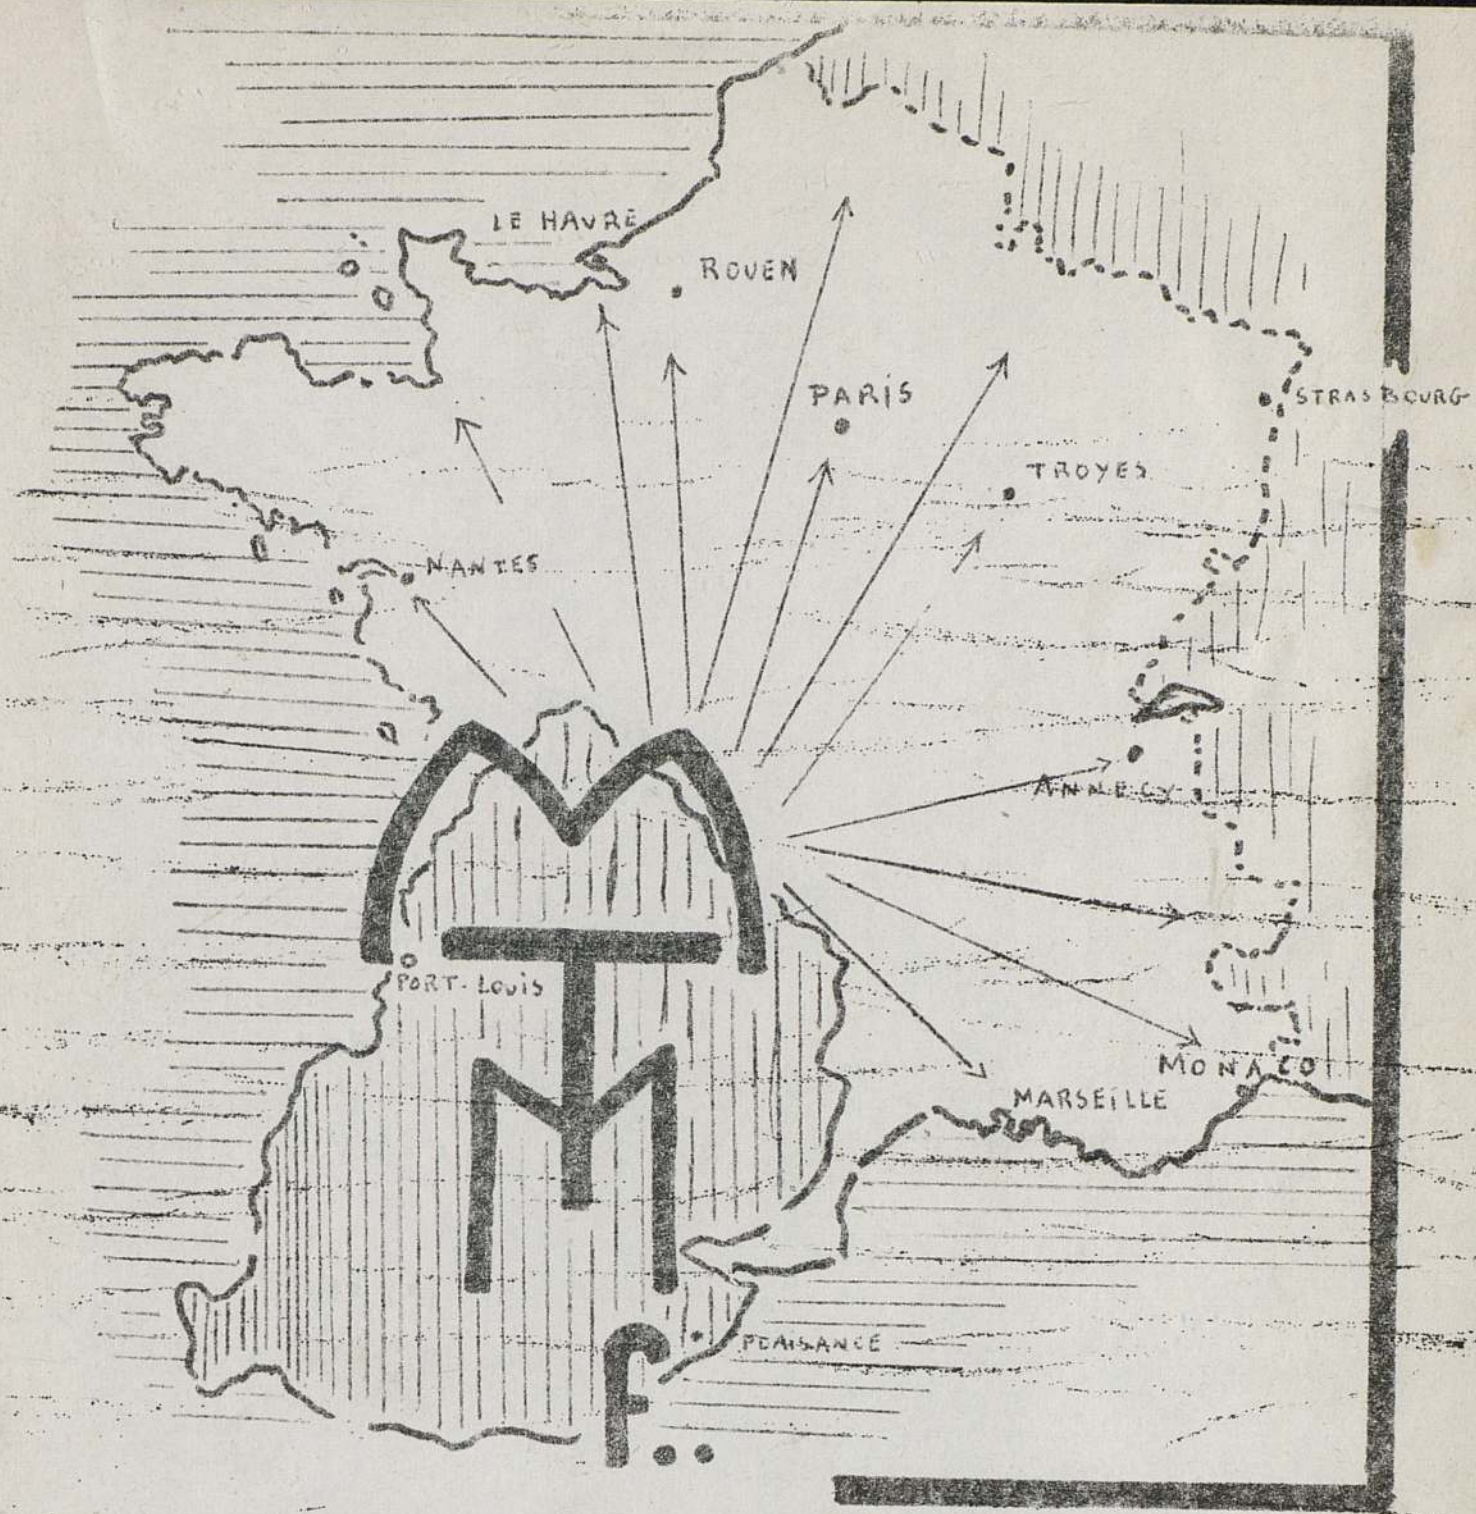 LE HAVRE
ROUEN
PARIS
STRASBOURG
TROYES
NANTES
ANNECY
M
T
PORT-LOUIS
M
MONACO
MARSEILLE
PLAISANCE
F..